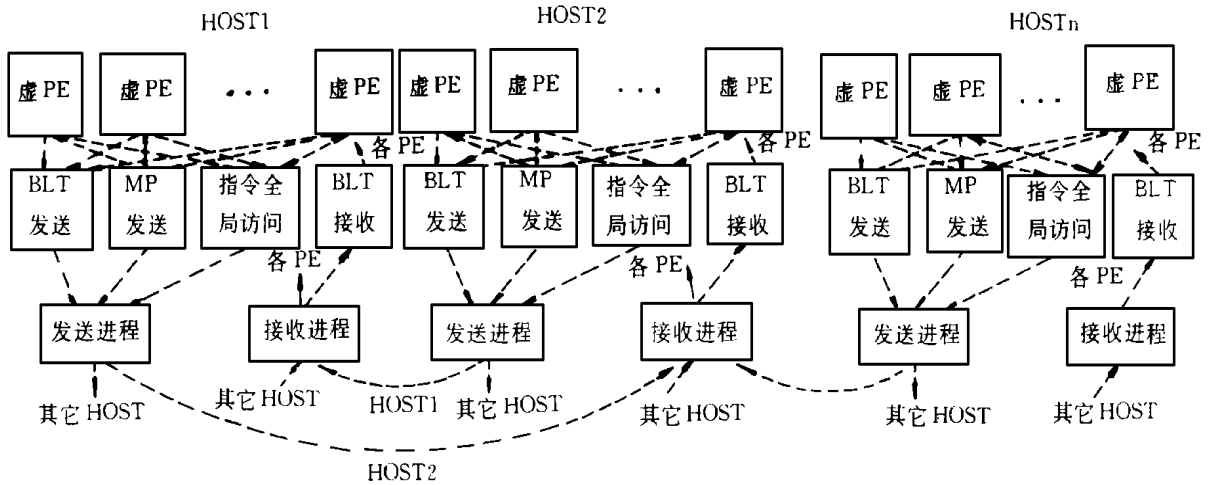 HOST1
HOST2
HOSTn
虚PE
虚PE
...
虚PE
虚PE
虚PE
...
虚PE
虚PE
虚PE
...
虚PE
各PE
各PE
各PE
BLT
发送
MP
发送
指令全
局访问
BLT
接收
BLT
发送
MP
发送
指令全
局访问
BLT
接收
BLT
发送
MP
发送
指令全
局访问
BLT
接收
各PE
各PE
各PE
发送进程
接收进程
发送进程
接收进程
发送进程
接收进程
其它HOST
其它HOST
HOST1
其它HOST
其它HOST
其它HOST
其它HOST
HOST2